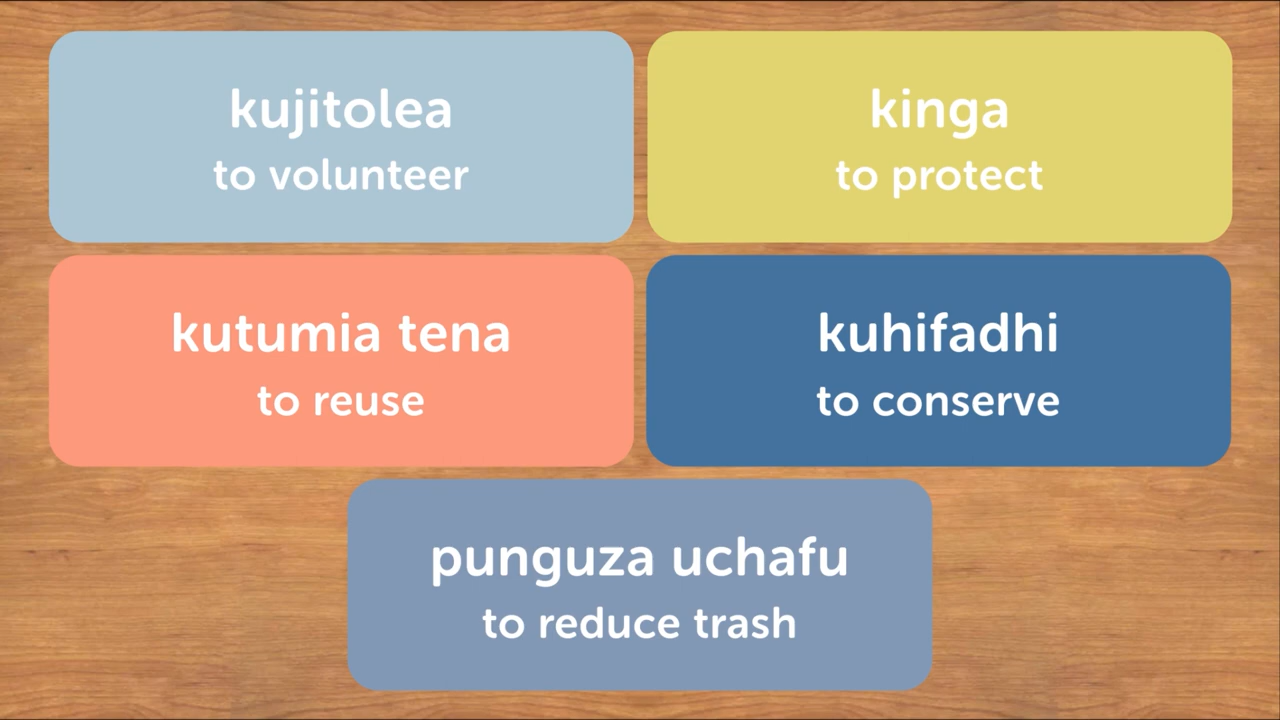 kujitolea
to volunteer
kinga
to protect
kutumia tena
to reuse
kuhifadhi
to conserve
punguza uchafu
to reduce trash